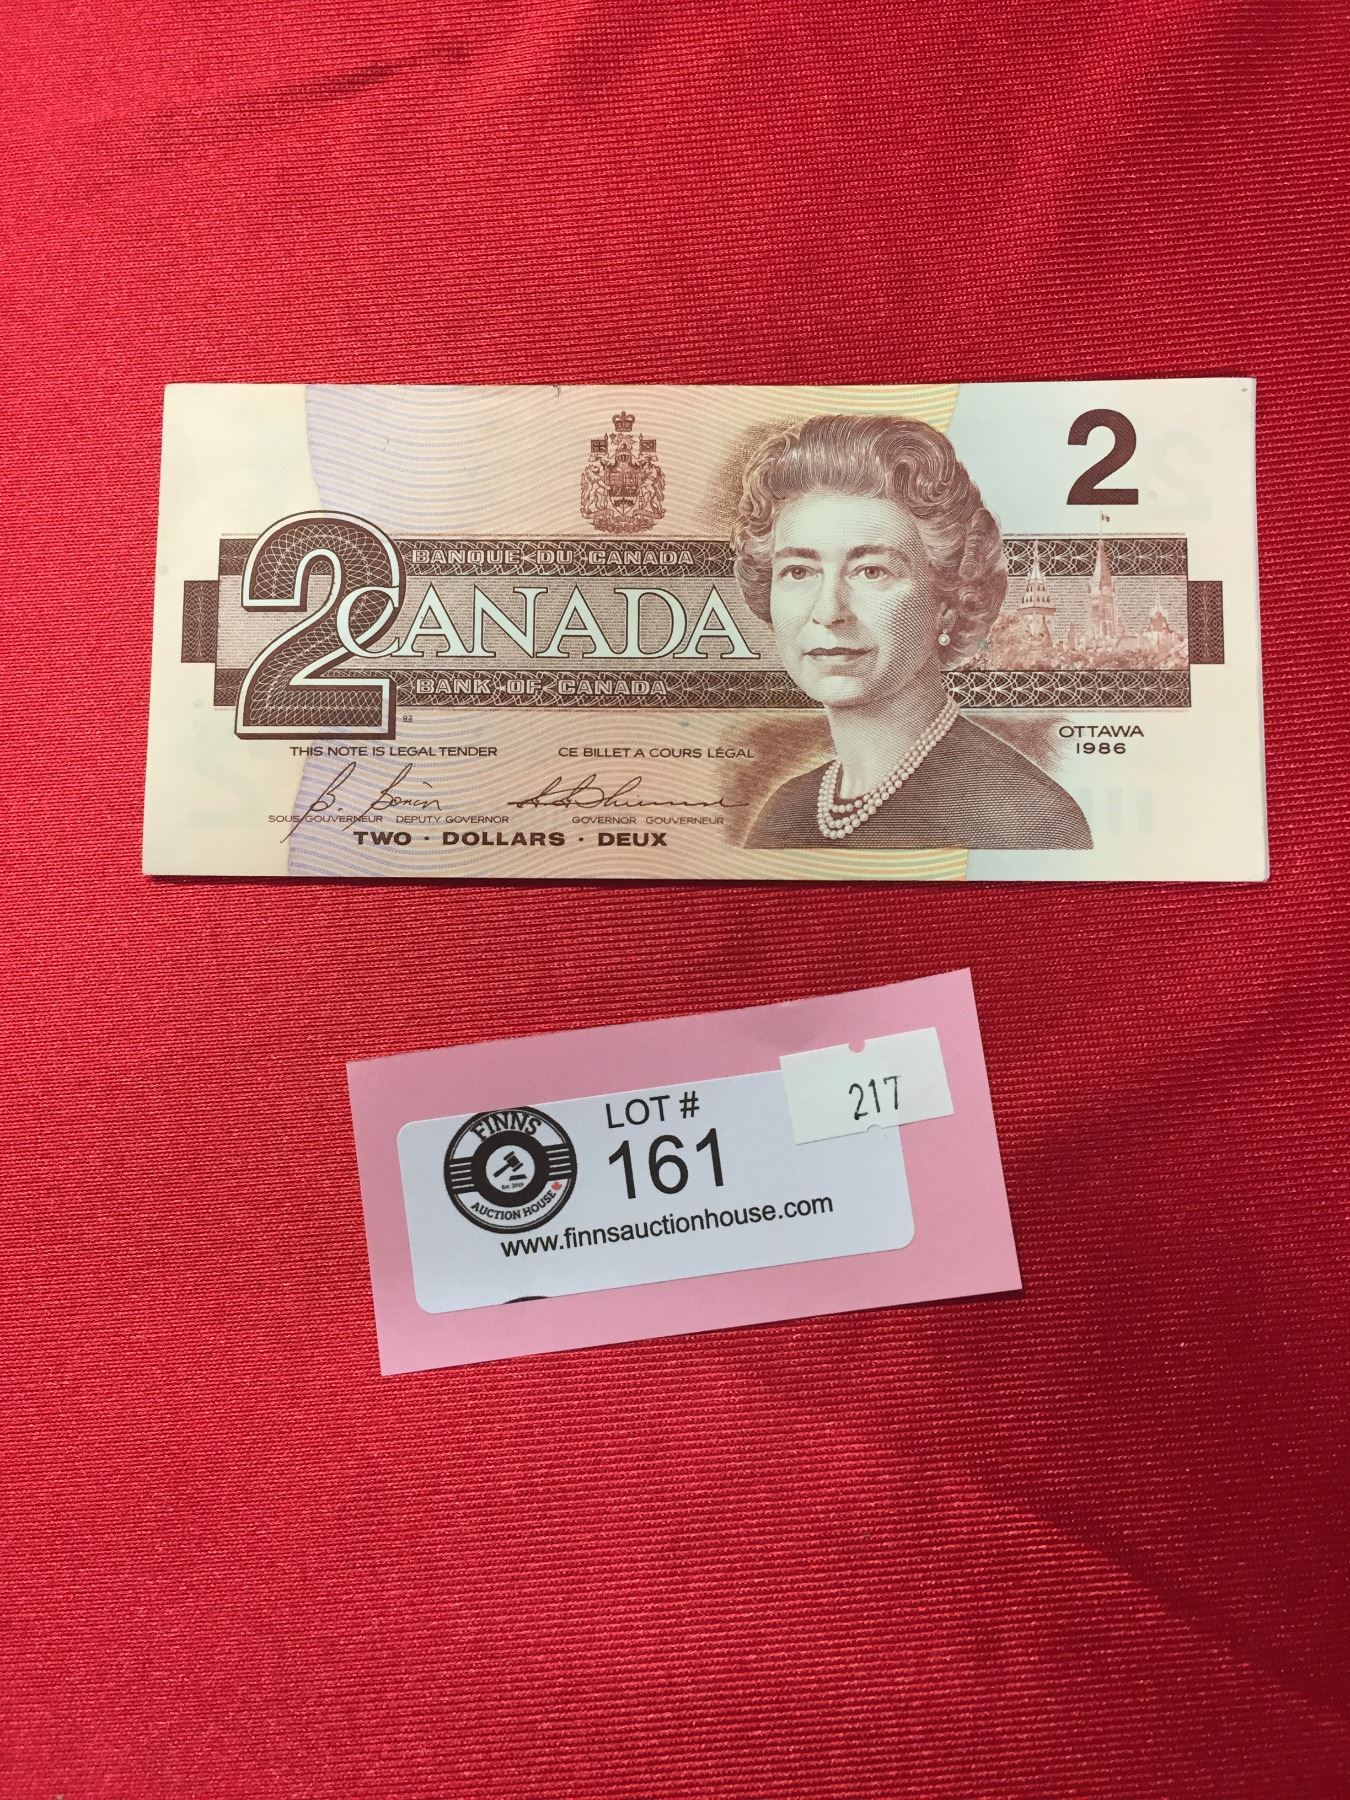 2
BANQUE DU CANADA
2 CANADA
BANK OF CANADA
OTTAWA
1986
THIS NOTE IS LEGAL TENDER CE BILLET A COURS LÉGAL
B. Bonin
SOUS/GOUVERNEUR DEPUTY GOVERNOR GOVERNOR GOUVERNEUR
TWO · DOLLARS · DEUX
217
LOT #
FINNS
161
AUCTION HOUSE
www.finnsauctionhouse.com